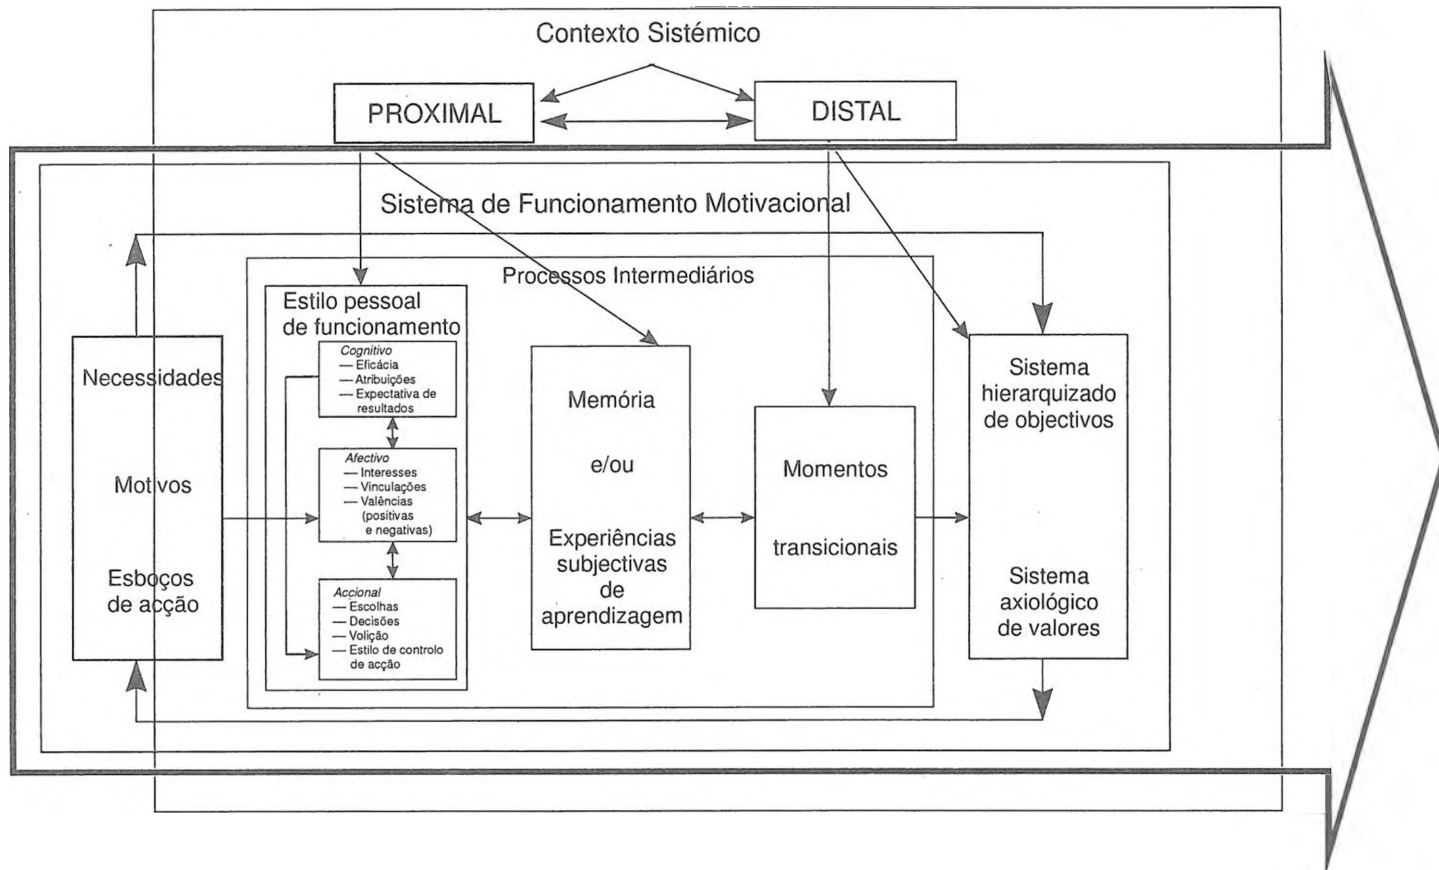 Contexto Sistémico
PROXIMAL
DISTAL
Sistema de Funcionamento Motivacional
Processos Intermediários
Necessidades
Motivos
Esboços
de acção
Estilo pessoal
de funcionamento
Cognitivo
— Eficácia
— Atribuições
— Expectativa de
resultados
Afectivo
— Interesses
— Vinculações
— Valências
(positivas
e negativas)
Accional
— Escolhas
— Decisões
— Volição
— Estilo de controlo
de acção
Memória
e/ou
Experiências
subjectivas
de
aprendizagem
Momentos
transicionais
Sistema
hierarquizado
de objectivos
Sistema
axiológico
de valores